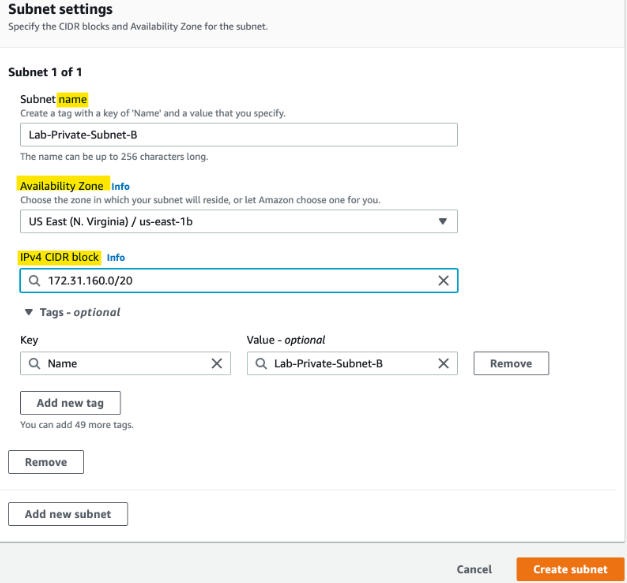 Subnet settings
Specify the CIDR blocks and Availability Zone for the subnet.
Subnet 1 of 1
Subnet name
Create a tag with a key of 'Name' and a value that you specify.
Lab-Private-Subnet-B
The name can be up to 256 characters long.
Availability Zone Info
Choose the zone in which your subnet will reside, or let Amazon choose one for you.
US East (N. Virginia) / us-east-1b
IPv4 CIDR block Info
172.31.160.0/20
Tags - optional
Key Value - optional
Name Lab-Private-Subnet-B Remove
Add new tag
You can add 49 more tags.
Remove
Add new subnet
Cancel Create subnet